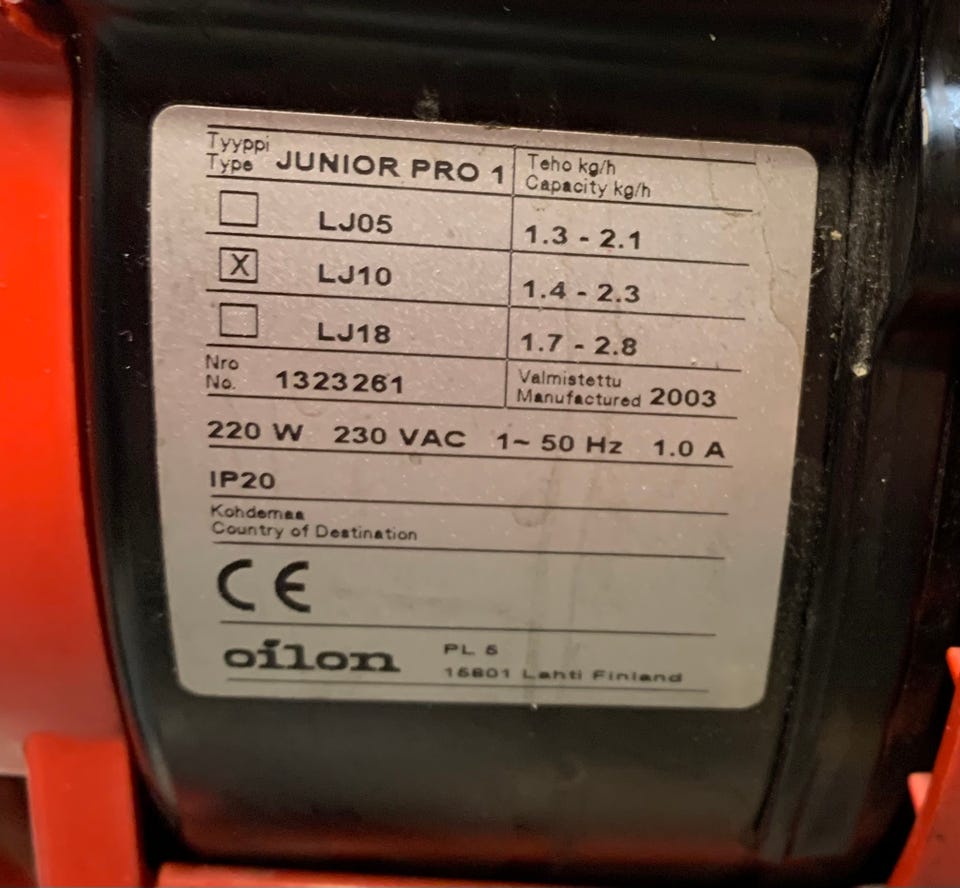 Tyyppi
Type JUNIOR PRO 1
Teho kg/h
Capacity kg/h
LJ05 1.3 - 2.1
X LJ10 1.4 - 2.3
LJ18 1.7 - 2.8
Nro
No. 1323261
Valmistettu
Manufactured 2003
220 W 230 VAC 1~ 50 Hz 1.0 A
IP20
Kohdemaa
Country of Destination
CE
oilon
PL 5
15801 Lahti Finland